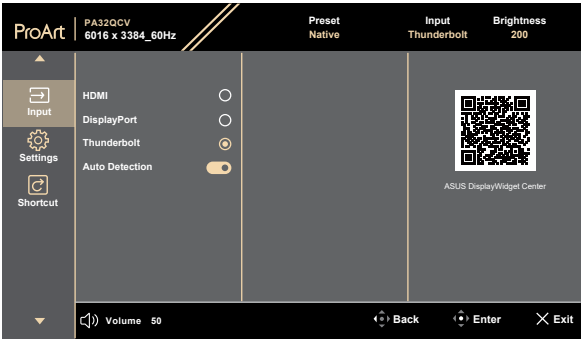 ProArt
PA32QCV
6016 x 3384_60Hz
Preset
Native
Input
Thunderbolt
Brightness
200
Input
Settings
Shortcut
HDMI
DisplayPort
Thunderbolt
Auto Detection
ASUS DisplayWidget Center
Volume 50
Back
Enter
Exit